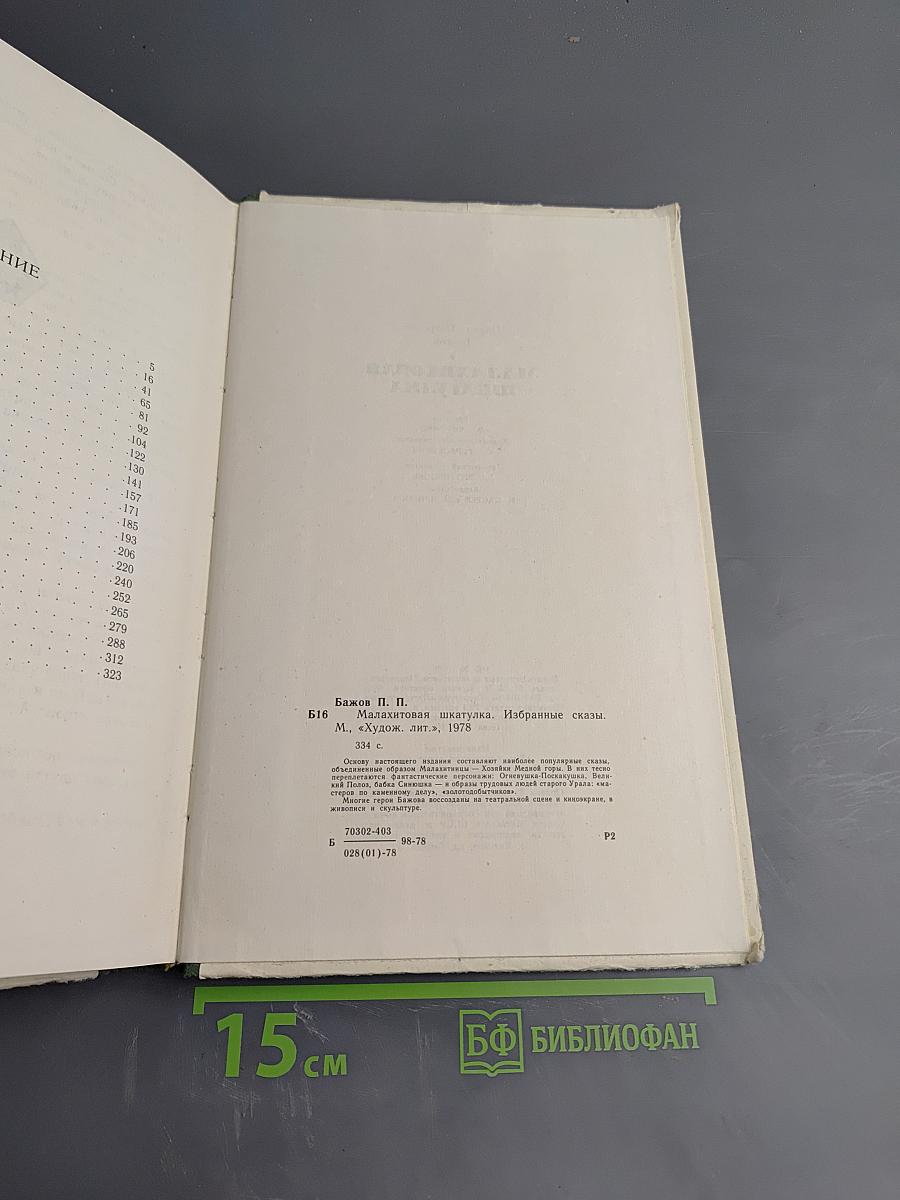 НИЕ
5
16
41
65
81
92
104
122
130
141
157
171
185
193
206
220
240
252
265
279
288
312
323
Бажов П. П.
Б16 Малахитовая шкатулка. Избранные сказы.
М., «Худож. лит.», 1978
334 с.
Основу настоящего издания составляют наиболее популярные сказы,
объединенные образом Малахитницы — Хозяйки Медной горы. В них тесно
переплетаются фантастические персонажи: Огневушка-Поскакушка, Вели-
кий Полоз, бабка Синюшка — и образы трудовых людей старого Урала: «ма-
стеров по каменному делу», «золотодобытчиков».
Многие герои Бажова воссозданы на театральной сцене и киноэкране, в
живописи и скульптуре.
Б 70302-403 98-78 Р2
028(01)-78
15 см БФ БИБЛИОФАН